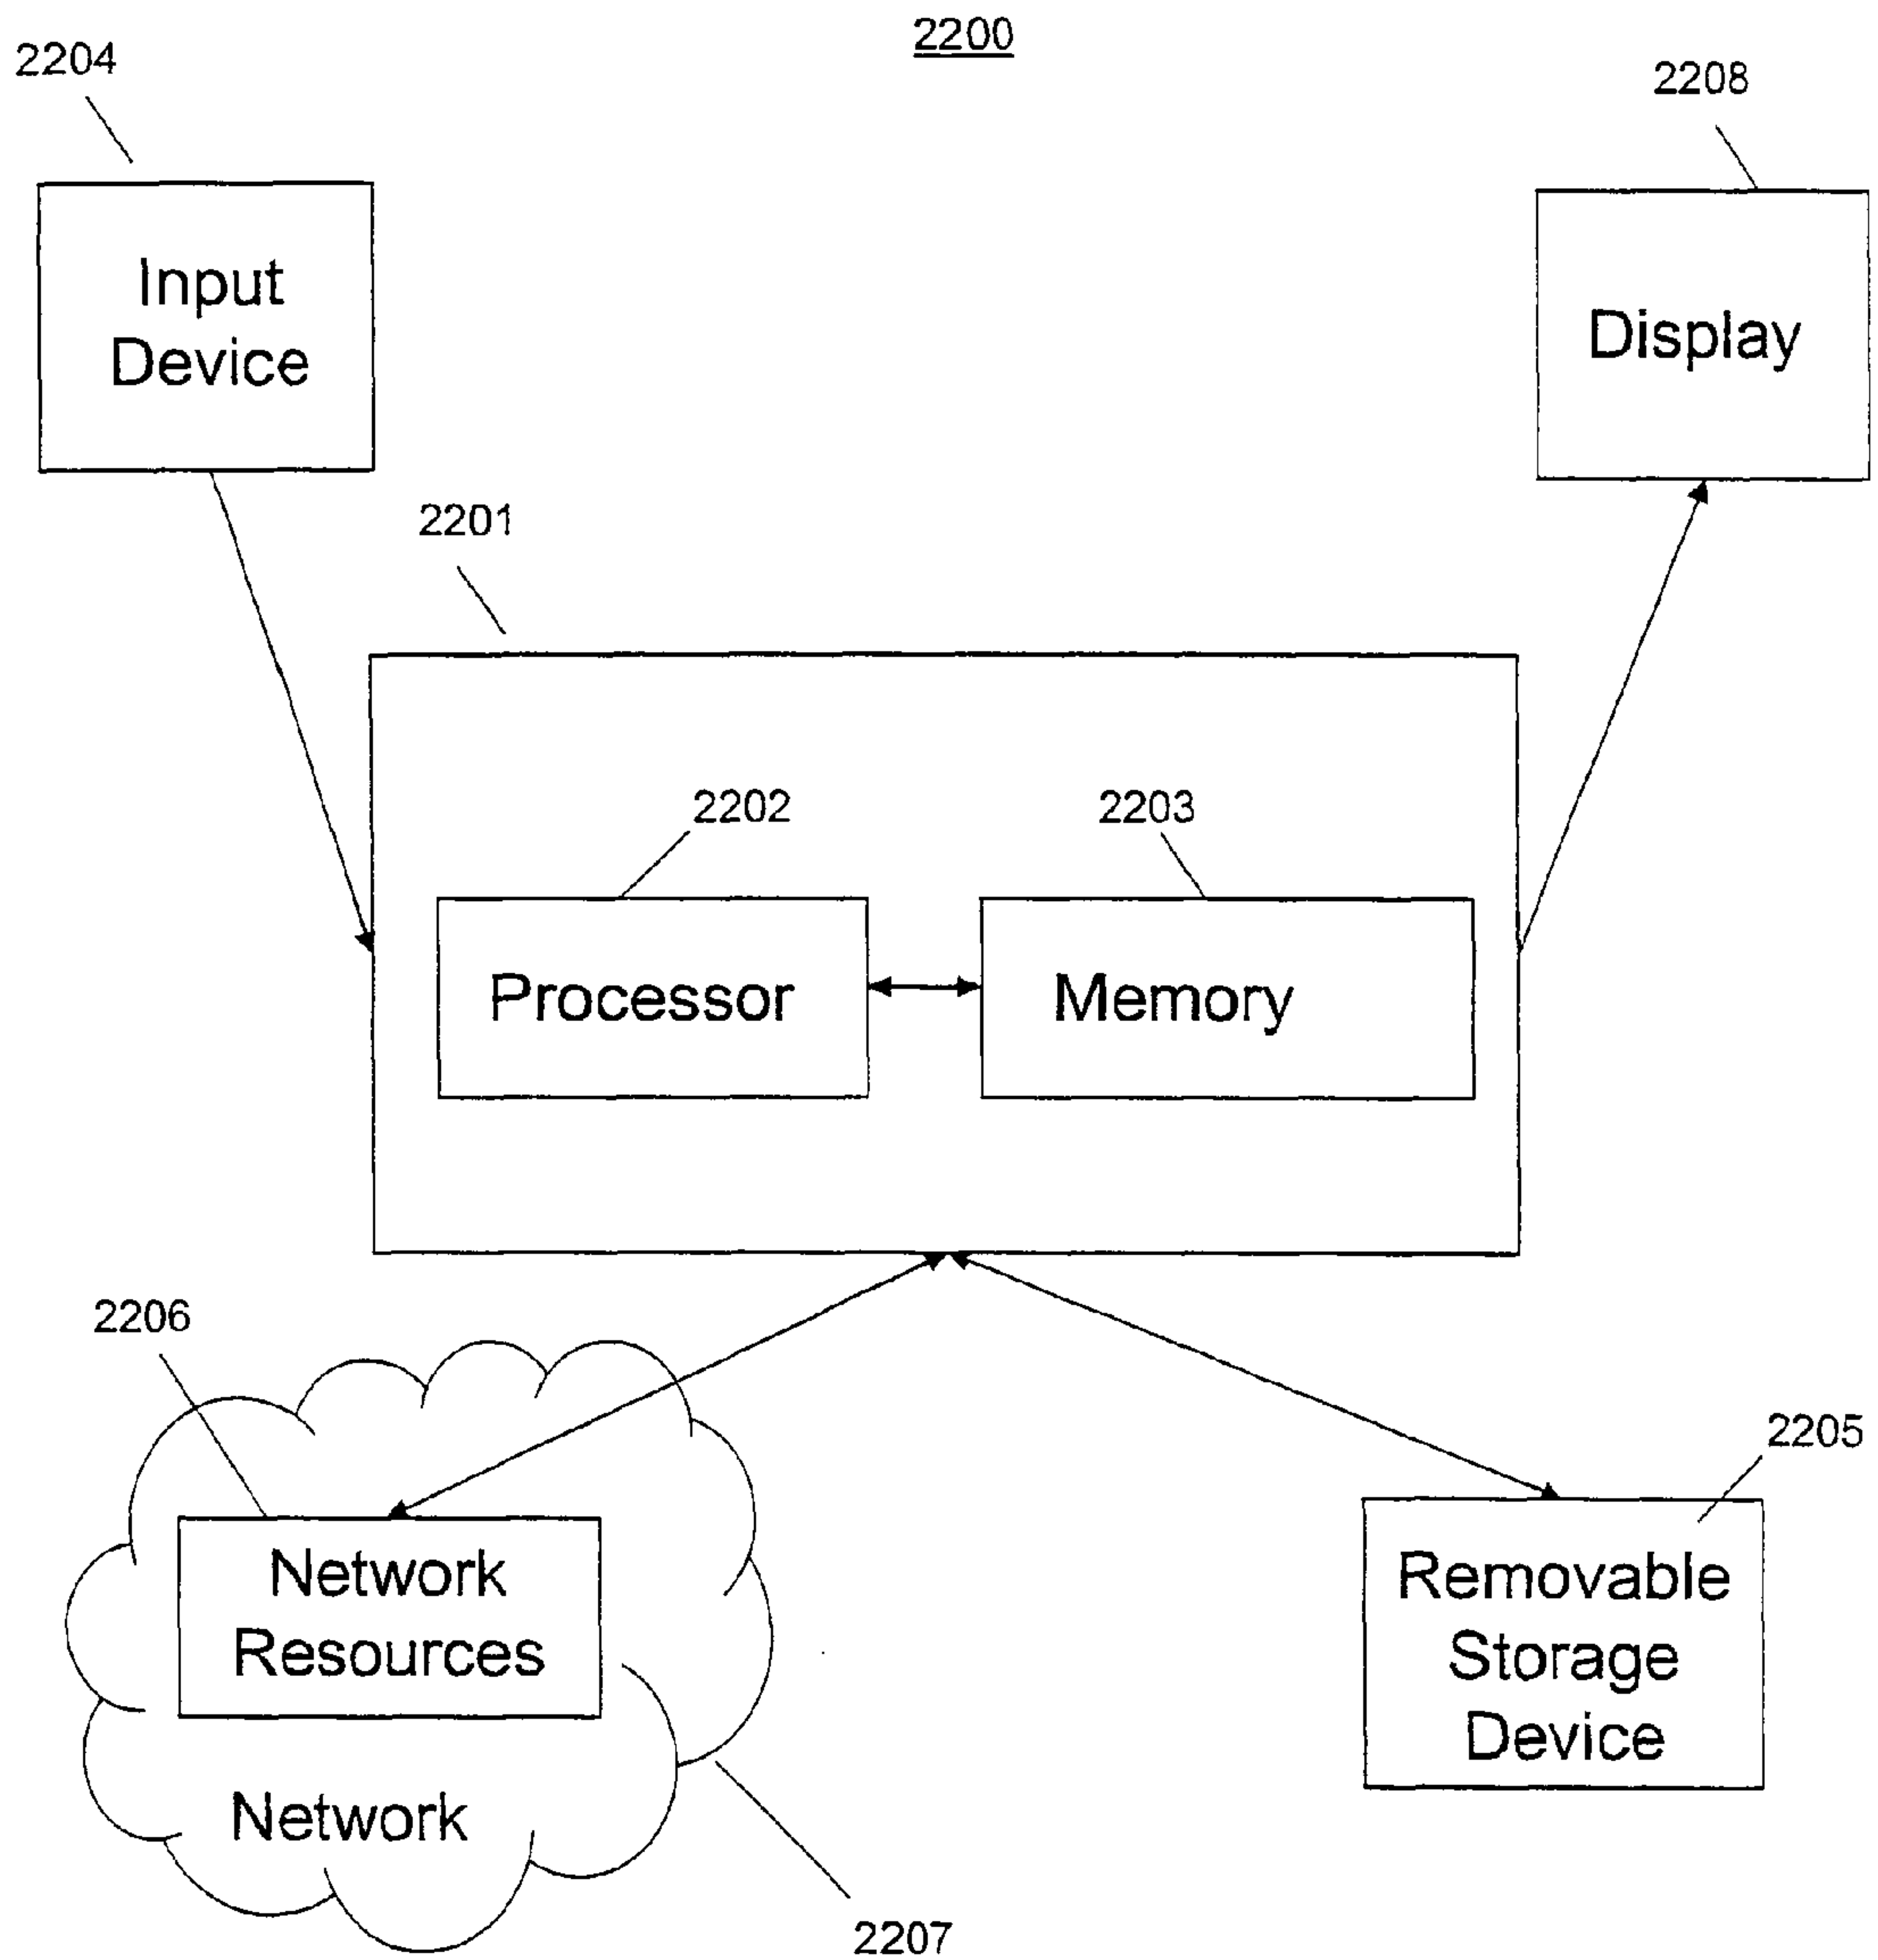 2200
2204
2208
Input
Device
Display
2201
2202
2203
Processor
Memory
2206
2205
Network
Resources
Removable
Storage
Device
Network
2207